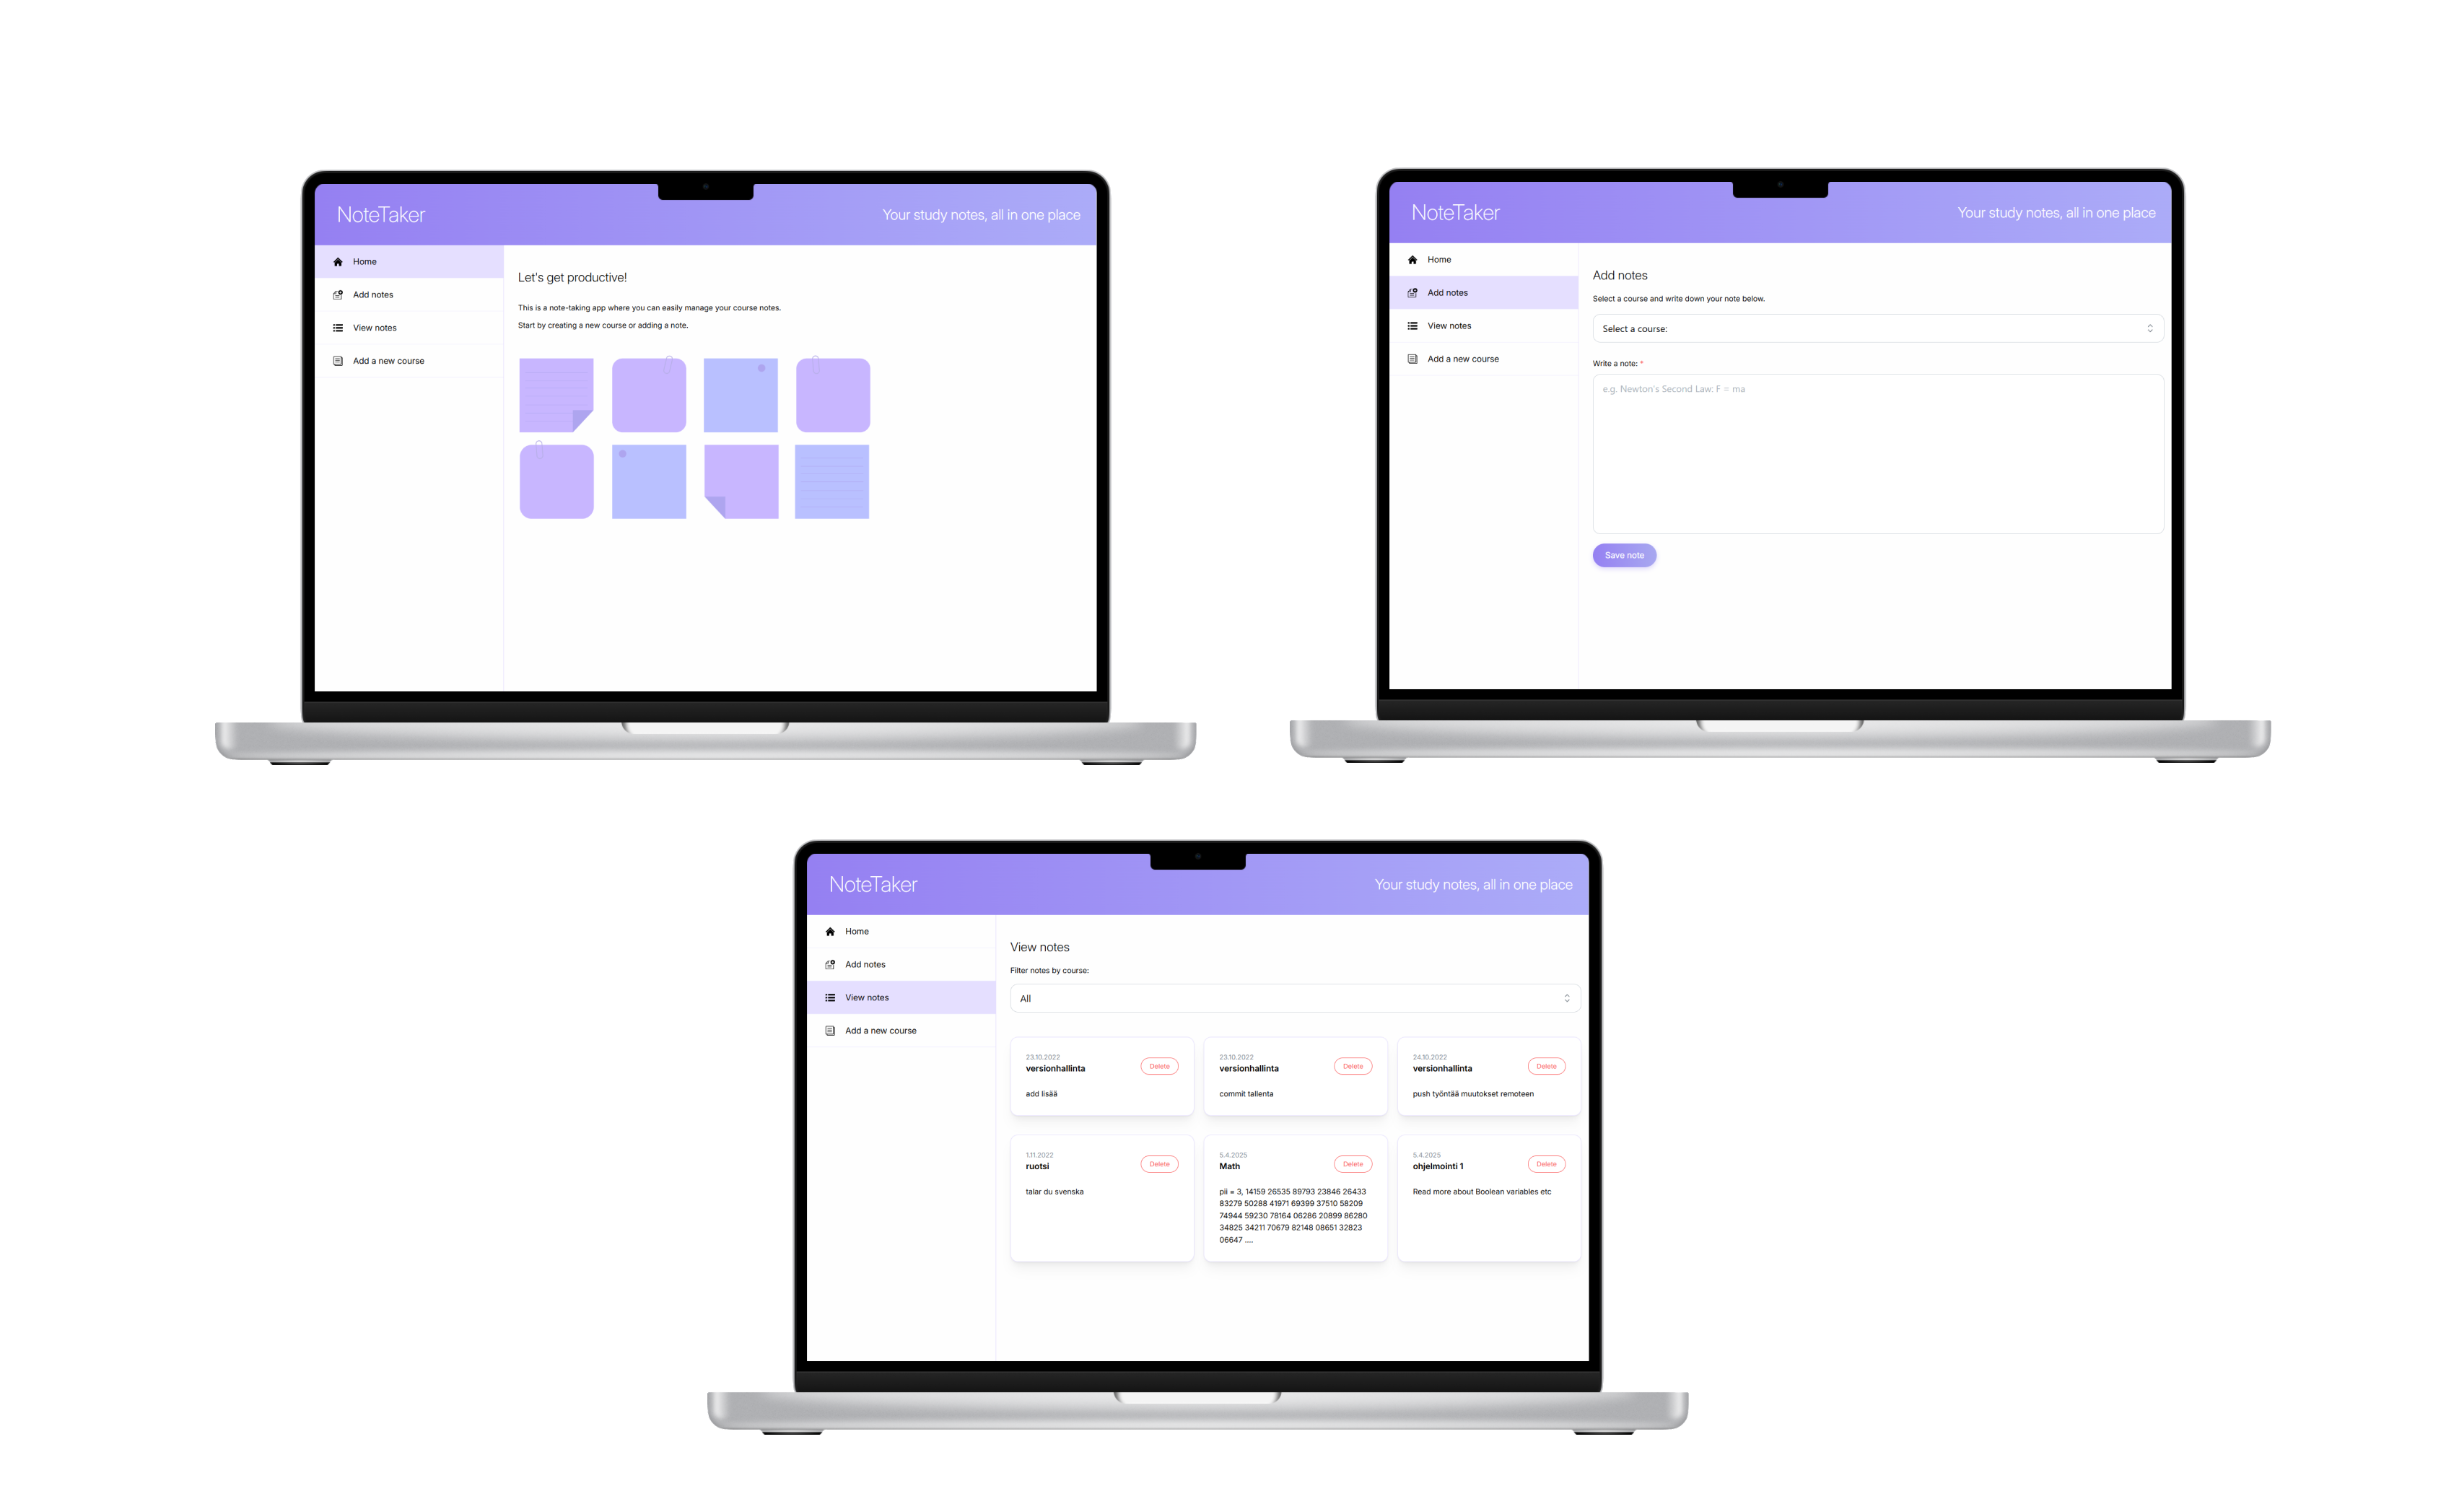 NoteTaker
Your study notes, all in one place
Home
Add notes
View notes
Add a new course
Let's get productive!
This is a note-taking app where you can easily manage your course notes.
Start by creating a new course or adding a note.
NoteTaker
Your study notes, all in one place
Home
Add notes
View notes
Add a new course
Add notes
Select a course and write down your note below.
Select a course:
Write a note: *
e.g. Newton's Second Law: F = ma
Save note
NoteTaker
Your study notes, all in one place
Home
Add notes
View notes
Add a new course
View notes
Filter notes by course:
All
23.10.2022
versionhallinta
Delete
add lisää
23.10.2022
versionhallinta
Delete
commit tallenta
24.10.2022
versionhallinta
Delete
push työntää muutokset remoteen
1.11.2022
ruotsi
Delete
talar du svenska
5.4.2025
Math
Delete
pii = 3, 14159 26535 89793 23846 26433
83279 50288 41971 69399 37510 58209
74944 59230 78164 06286 20899 86280
34825 34211 70679 82148 08651 32823
06647 ....
5.4.2025
ohjelmointi 1
Delete
Read more about Boolean variables etc